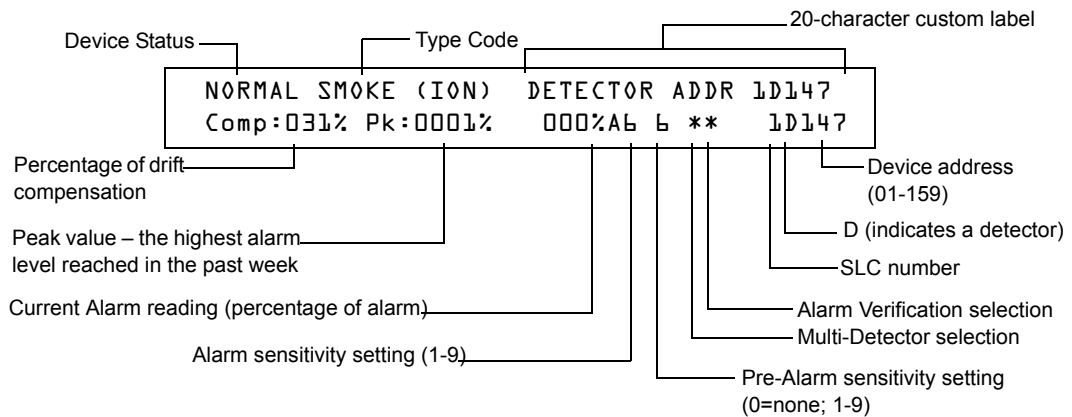 20-character custom label
Device Status
Type Code
NORMAL SMOKE (ION) DETECTOR ADDR 1D147
Comp:031% Pk:0001% 000%A6 6 ** 1D147
Percentage of drift
compensation
Device address
(01-159)
Peak value – the highest alarm
level reached in the past week
D (indicates a detector)
SLC number
Current Alarm reading (percentage of alarm)
Alarm Verification selection
Multi-Detector selection
Alarm sensitivity setting (1-9)
Pre-Alarm sensitivity setting
(0=none; 1-9)